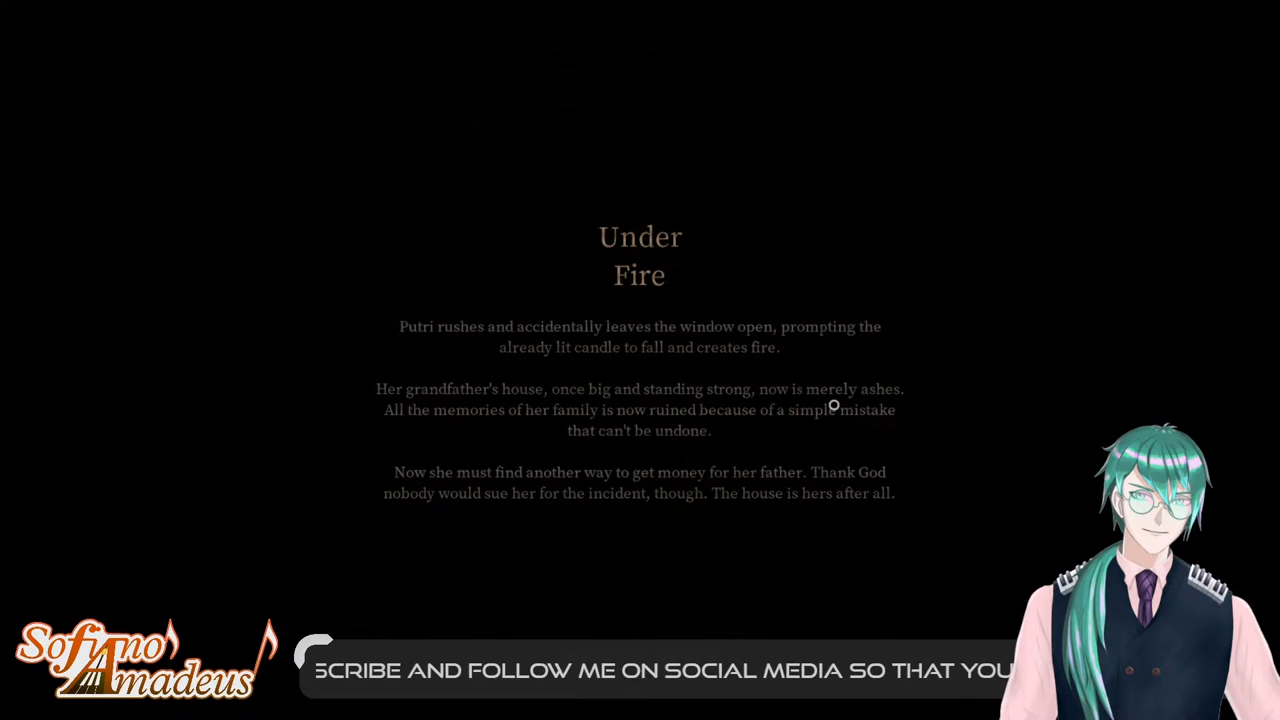 Under
Fire
Putri rushes and accidentally leaves the window open, prompting the
already lit candle to fall and creates fire.
Her grandfather's house, once big and standing strong, now is merely ashes.
All the memories of her family is now ruined because of a simple mistake
that can't be undone.
Now she must find another way to get money for her father. Thank God
nobody would sue her for the incident, though. The house is hers after all.
Sofiano
Amadeus
SCRIBE AND FOLLOW ME ON SOCIAL MEDIA SO THAT YOU